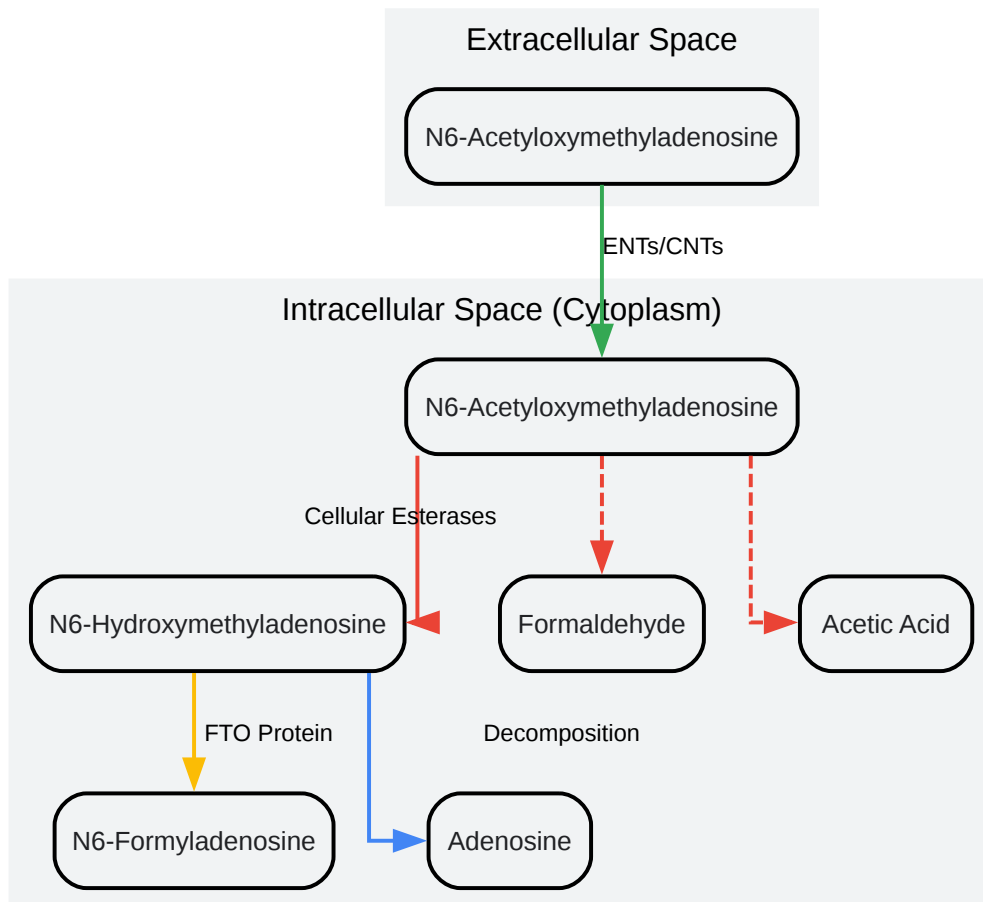 Extracellular Space
N6-Acetyloxymethyladenosine
ENTs/CNTs
Intracellular Space (Cytoplasm)
N6-Acetyloxymethyladenosine
Cellular Esterases
N6-Hydroxymethyladenosine
Formaldehyde
Acetic Acid
FTO Protein
Decomposition
N6-Formyladenosine
Adenosine